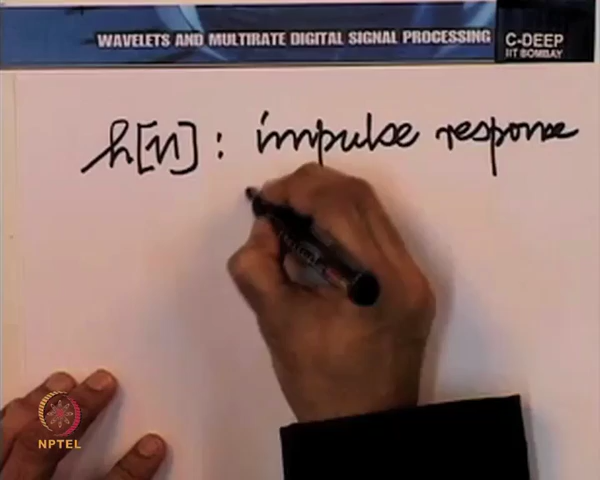 WAVELETS AND MULTIRATE DIGITAL SIGNAL PROCESSING
C-DEEP
IIT BOMBAY
h[n] : impulse response
NPTEL